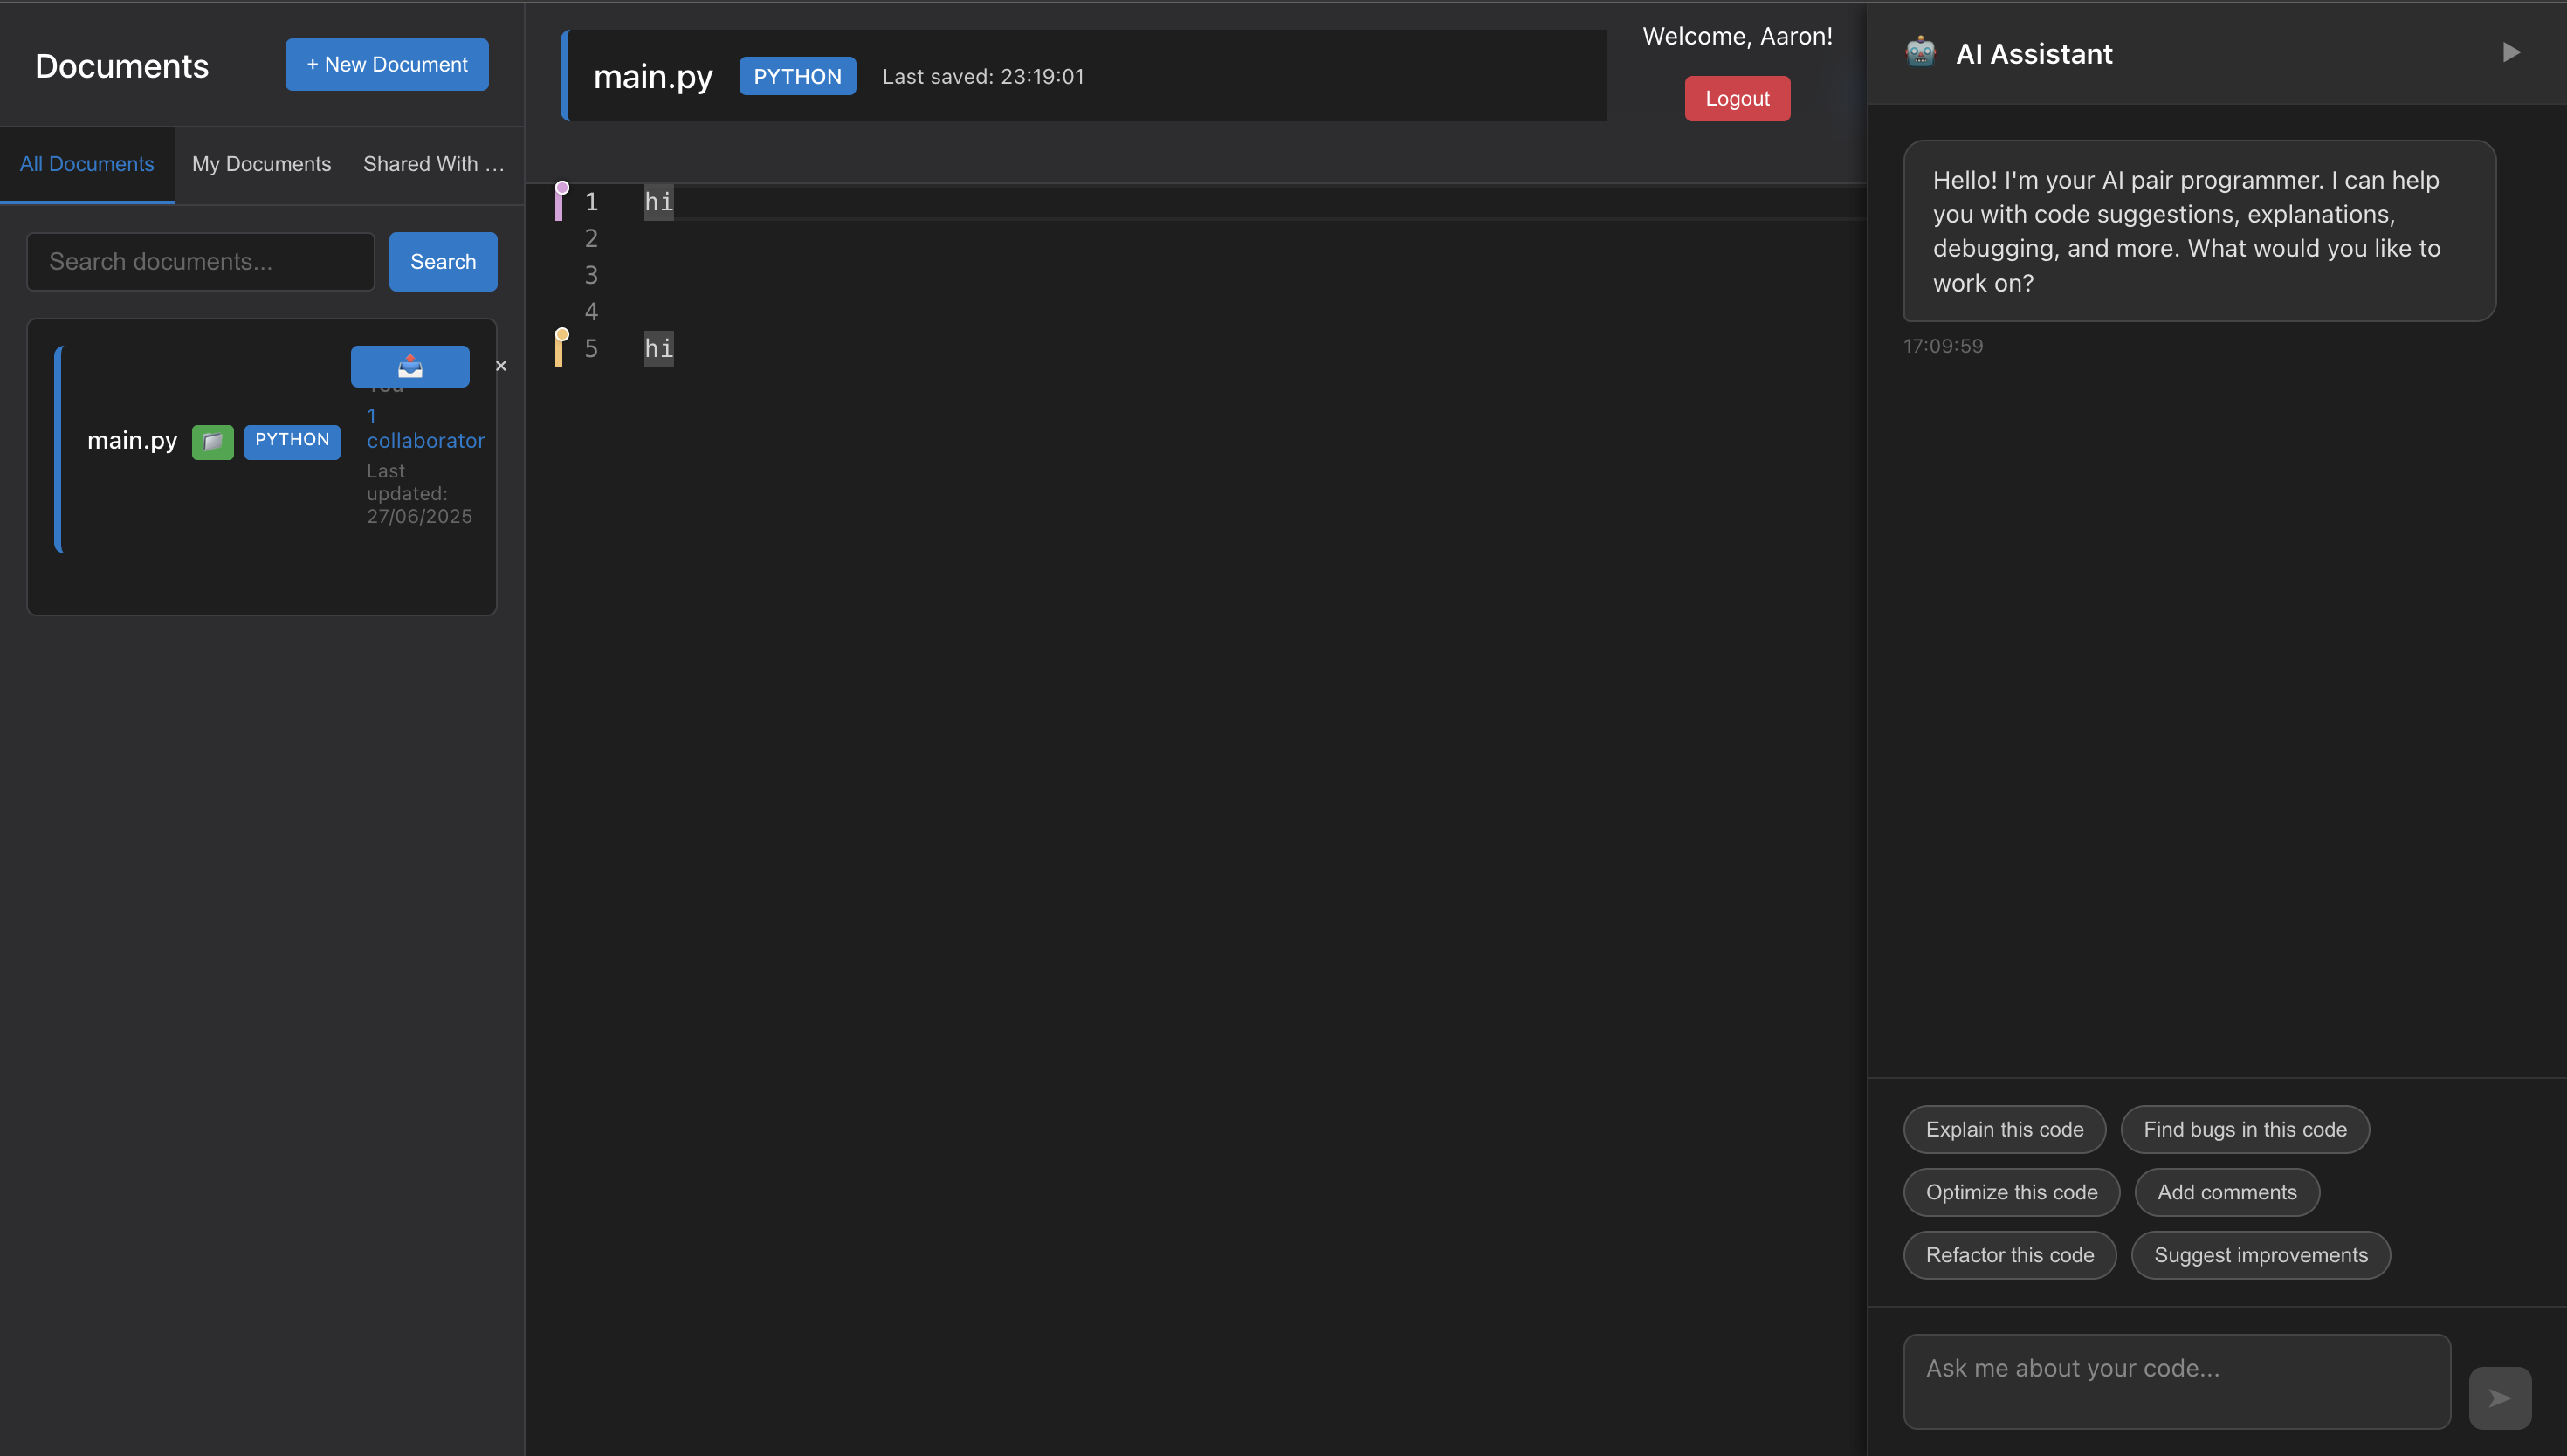 Documents
+ New Document
All Documents
My Documents
Shared With ...
Search documents...
Search
main.py
PYTHON
1
collaborator
Last
updated:
27/06/2025
×
main.py
PYTHON
Last saved: 23:19:01
Welcome, Aaron!
Logout
1 hi
2
3
4
5 hi
AI Assistant
Hello! I'm your AI pair programmer. I can help
you with code suggestions, explanations,
debugging, and more. What would you like to
work on?
17:09:59
Explain this code
Find bugs in this code
Optimize this code
Add comments
Refactor this code
Suggest improvements
Ask me about your code...